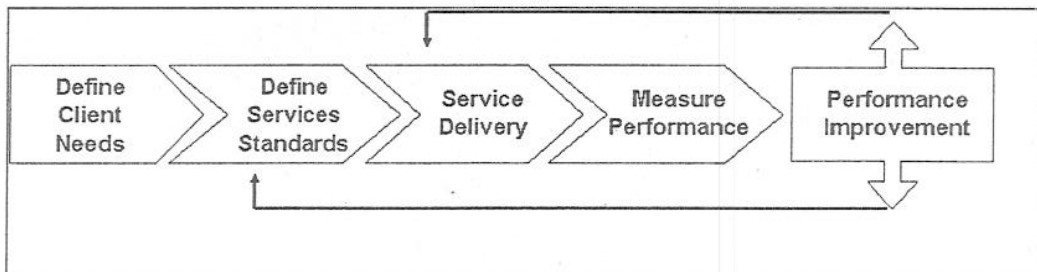 Define
Client
Needs
Define
Services
Standards
Service
Delivery
Measure
Performance
Performance
Improvement